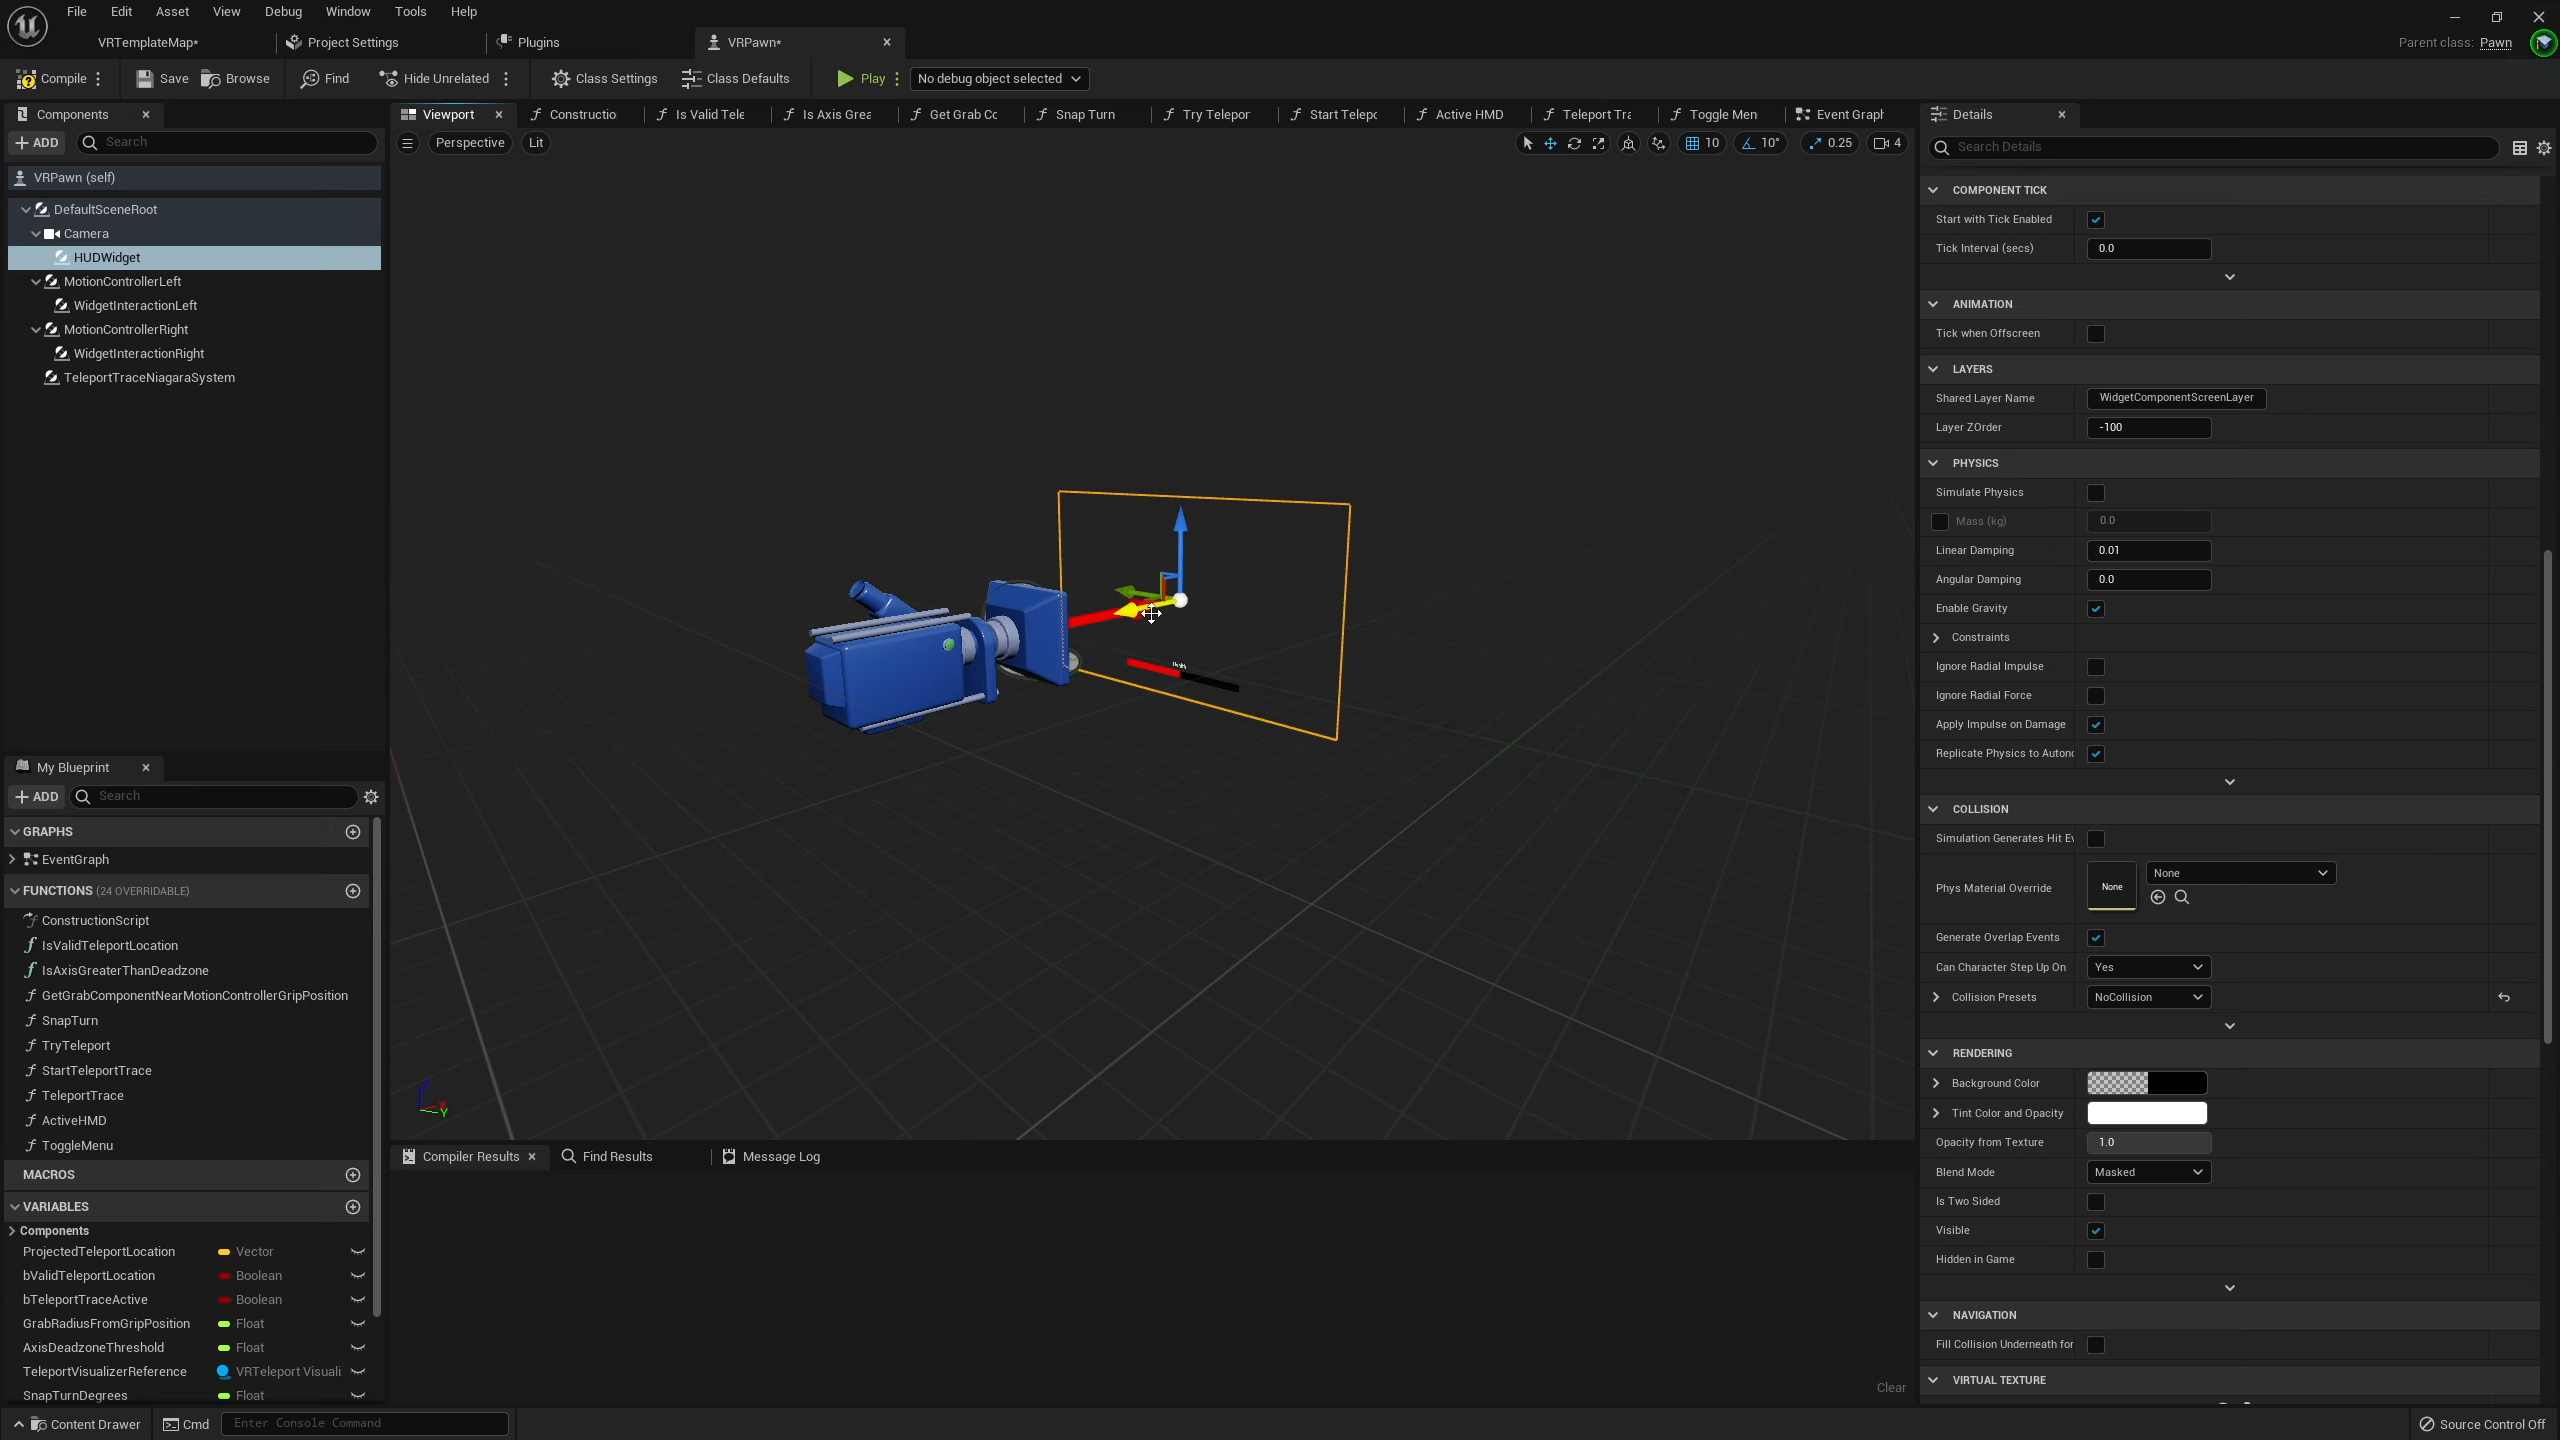 File Edit Asset View Debug Window Tools Help
VRTemplateMap* Project Settings Plugins VRPawn* Parent class: Pawn
Compile Save Browse Find Hide Unrelated Class Settings Class Defaults Play No debug object selected
Components
ADD Search
VRPawn (self)
DefaultSceneRoot
Camera
HUDWidget
MotionControllerLeft
WidgetInteractionLeft
MotionControllerRight
WidgetInteractionRight
TeleportTraceNiagaraSystem
My Blueprint
ADD Search
GRAPHS
EventGraph
FUNCTIONS (24 OVERRIDABLE)
ConstructionScript
IsValidTeleportLocation
IsAxisGreaterThanDeadzone
GetGrabComponentNearMotionControllerGripPosition
SnapTurn
TryTeleport
StartTeleportTrace
TeleportTrace
ActiveHMD
ToggleMenu
MACROS
VARIABLES
Components
ProjectedTeleportLocation Vector
bValidTeleportLocation Boolean
bTeleportTraceActive Boolean
GrabRadiusFromGripPosition Float
AxisDeadzoneThreshold Float
TeleportVisualizerReference VRTeleport Visuali
SnapTurnDegrees Float
Viewport Constructio Is Valid Tele Is Axis Grea Get Grab Co Snap Turn Try Telepor Start Telepo Active HMD Teleport Tra Toggle Men Event Graph
Perspective Lit 10 10° 0.25 4
Z
X
Y
Compiler Results Find Results Message Log
Clear
Details
Search Details
COMPONENT TICK
Start with Tick Enabled
Tick Interval (secs) 0.0
ANIMATION
Tick when Offscreen
LAYERS
Shared Layer Name WidgetComponentScreenLayer
Layer ZOrder -100
PHYSICS
Simulate Physics
Mass (kg) 0.0
Linear Damping 0.01
Angular Damping 0.0
Enable Gravity
Constraints
Ignore Radial Impulse
Ignore Radial Force
Apply Impulse on Damage
Replicate Physics to Autono
COLLISION
Simulation Generates Hit Ev
Phys Material Override None None
Generate Overlap Events
Can Character Step Up On Yes
Collision Presets NoCollision
RENDERING
Background Color
Tint Color and Opacity
Opacity from Texture 1.0
Blend Mode Masked
Is Two Sided
Visible
Hidden in Game
NAVIGATION
Fill Collision Underneath for
VIRTUAL TEXTURE
Content Drawer Cmd Enter Console Command Source Control Off